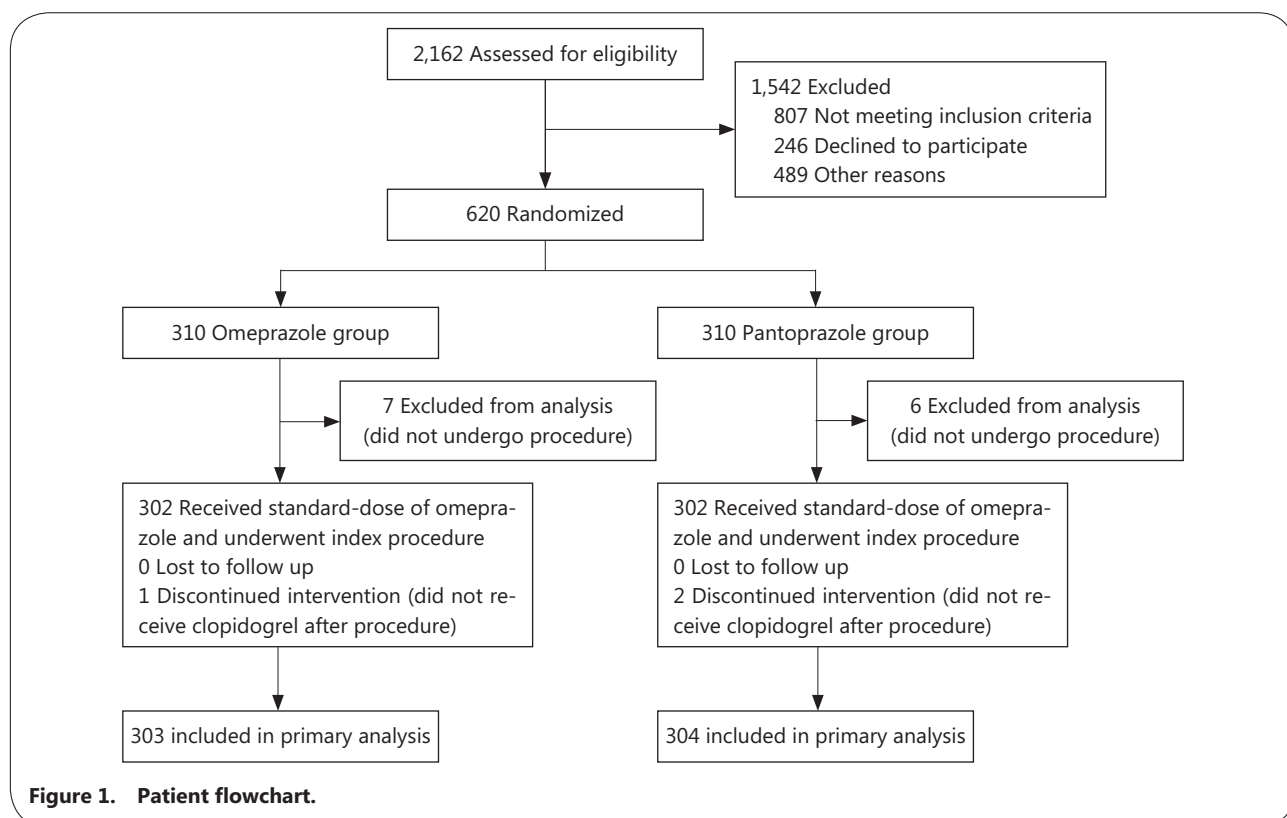 2,162 Assessed for eligibility
1,542 Excluded
807 Not meeting inclusion criteria
246 Declined to participate
489 Other reasons
620 Randomized
310 Omeprazole group
310 Pantoprazole group
7 Excluded from analysis
(did not undergo procedure)
6 Excluded from analysis
(did not undergo procedure)
302 Received standard-dose of omepra-
zole and underwent index procedure
0 Lost to follow up
1 Discontinued intervention (did not re-
ceive clopidogrel after procedure)
302 Received standard-dose of omepra-
zole and underwent index procedure
0 Lost to follow up
2 Discontinued intervention (did not re-
ceive clopidogrel after procedure)
303 included in primary analysis
304 included in primary analysis
Figure 1. Patient flowchart.